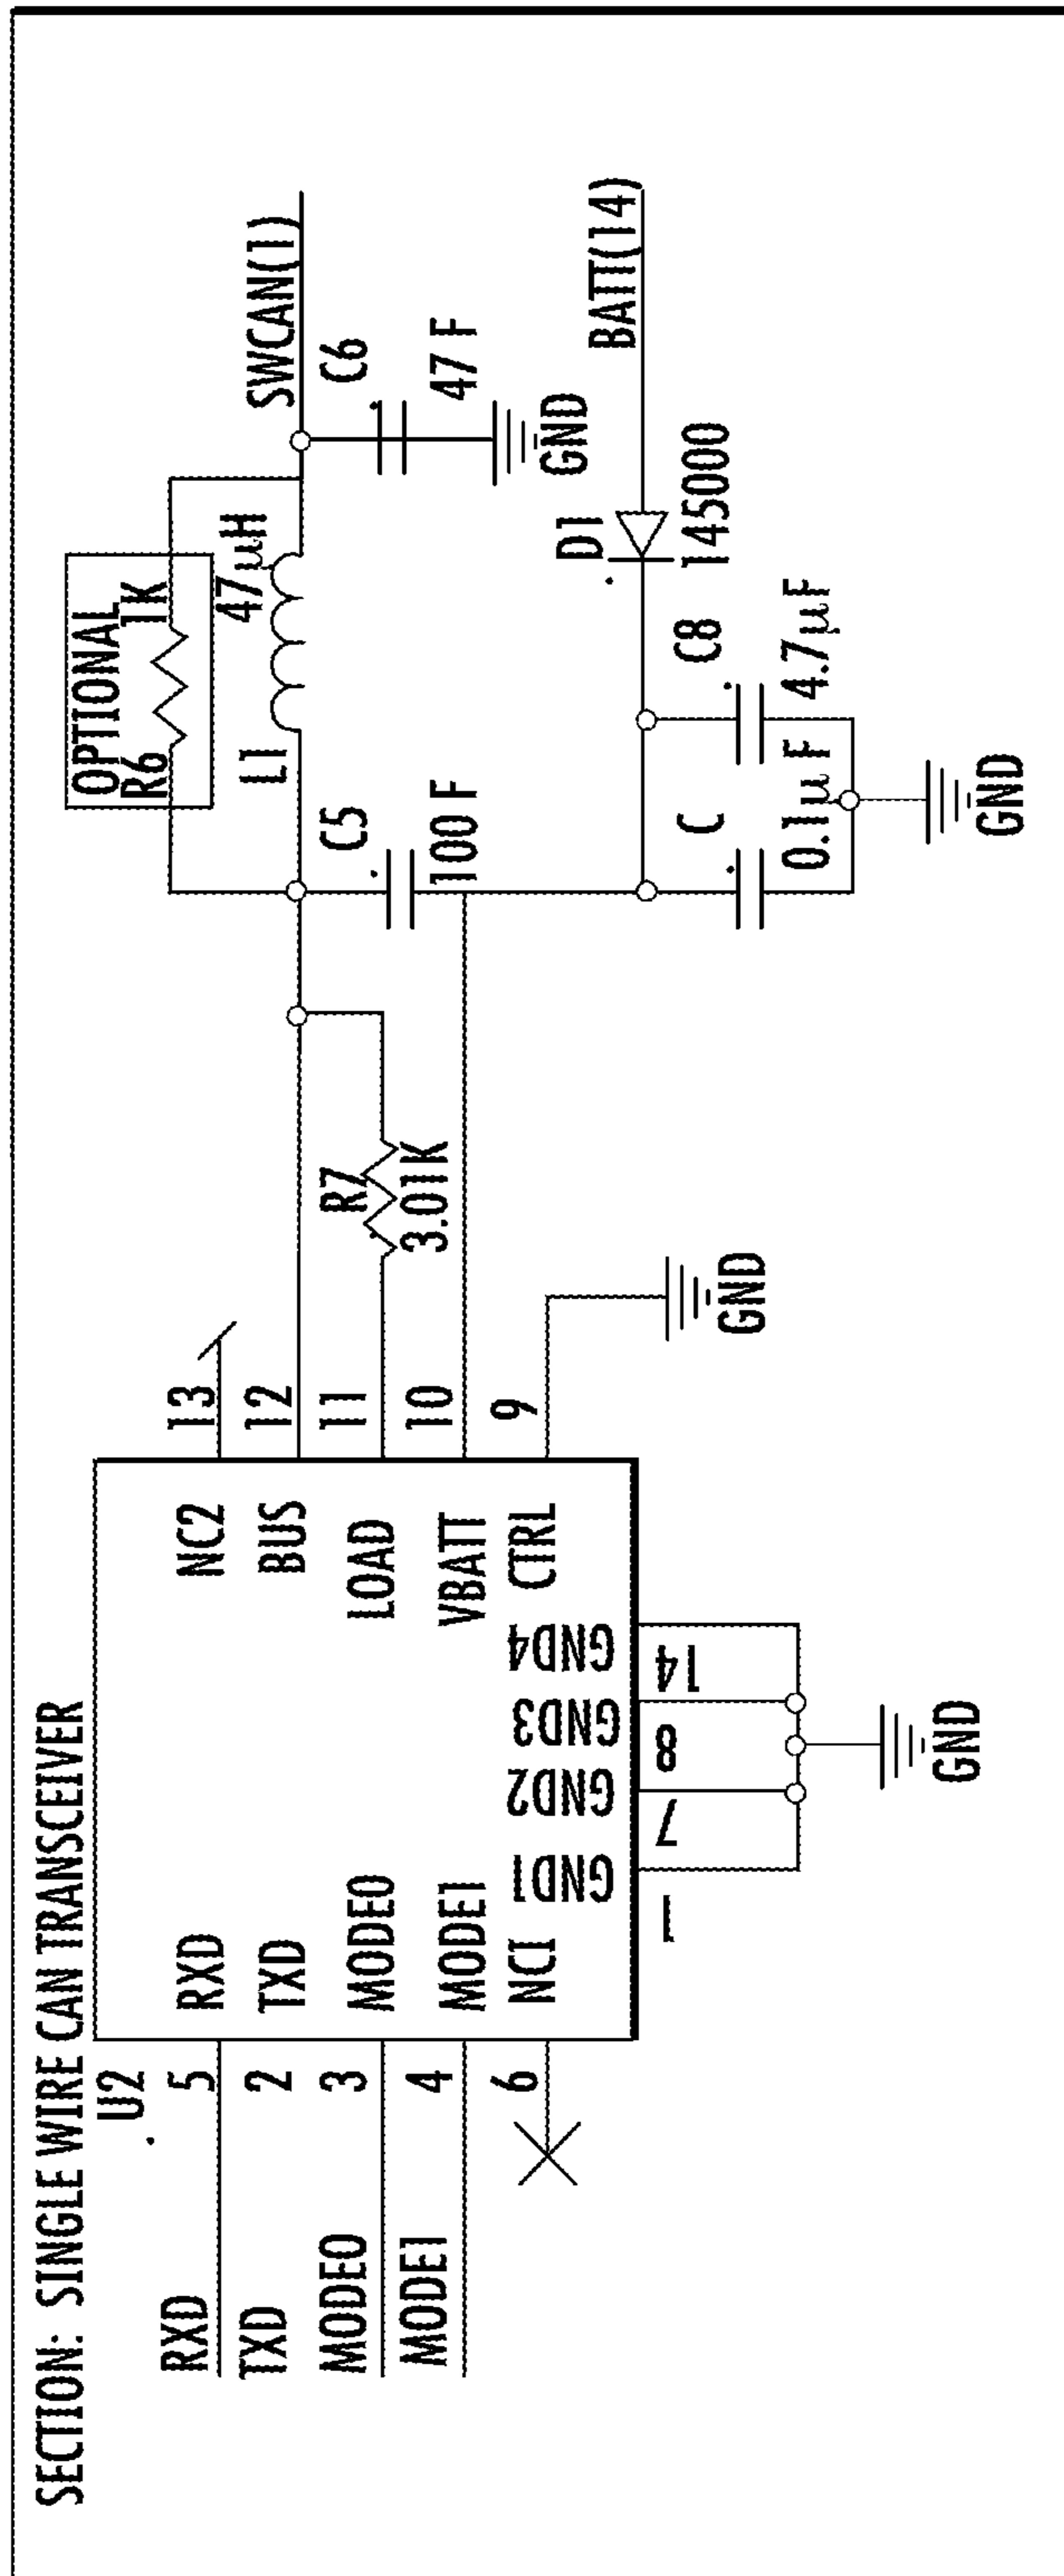 SECTION: SINGLE WIRE CAN TRANSCEIVER
U2
RXD
5
RXD
TXD
2
TXD
MODE0
3
MODE0
MODE1
4
MODE1
6
NC1
NC2
13
BUS
12
LOAD
11
VBATT
10
CTRL
9
GND1
GND2
GND3
GND4
1
7
8
14
GND
GND
R7
3.01K
OPTIONAL
R6
1K
L1
47μH
SWCAN(1)
C5
100 F
C6
47 F
GND
D1
145000
BATT(14)
C
0.1μF
C8
4.7μF
GND